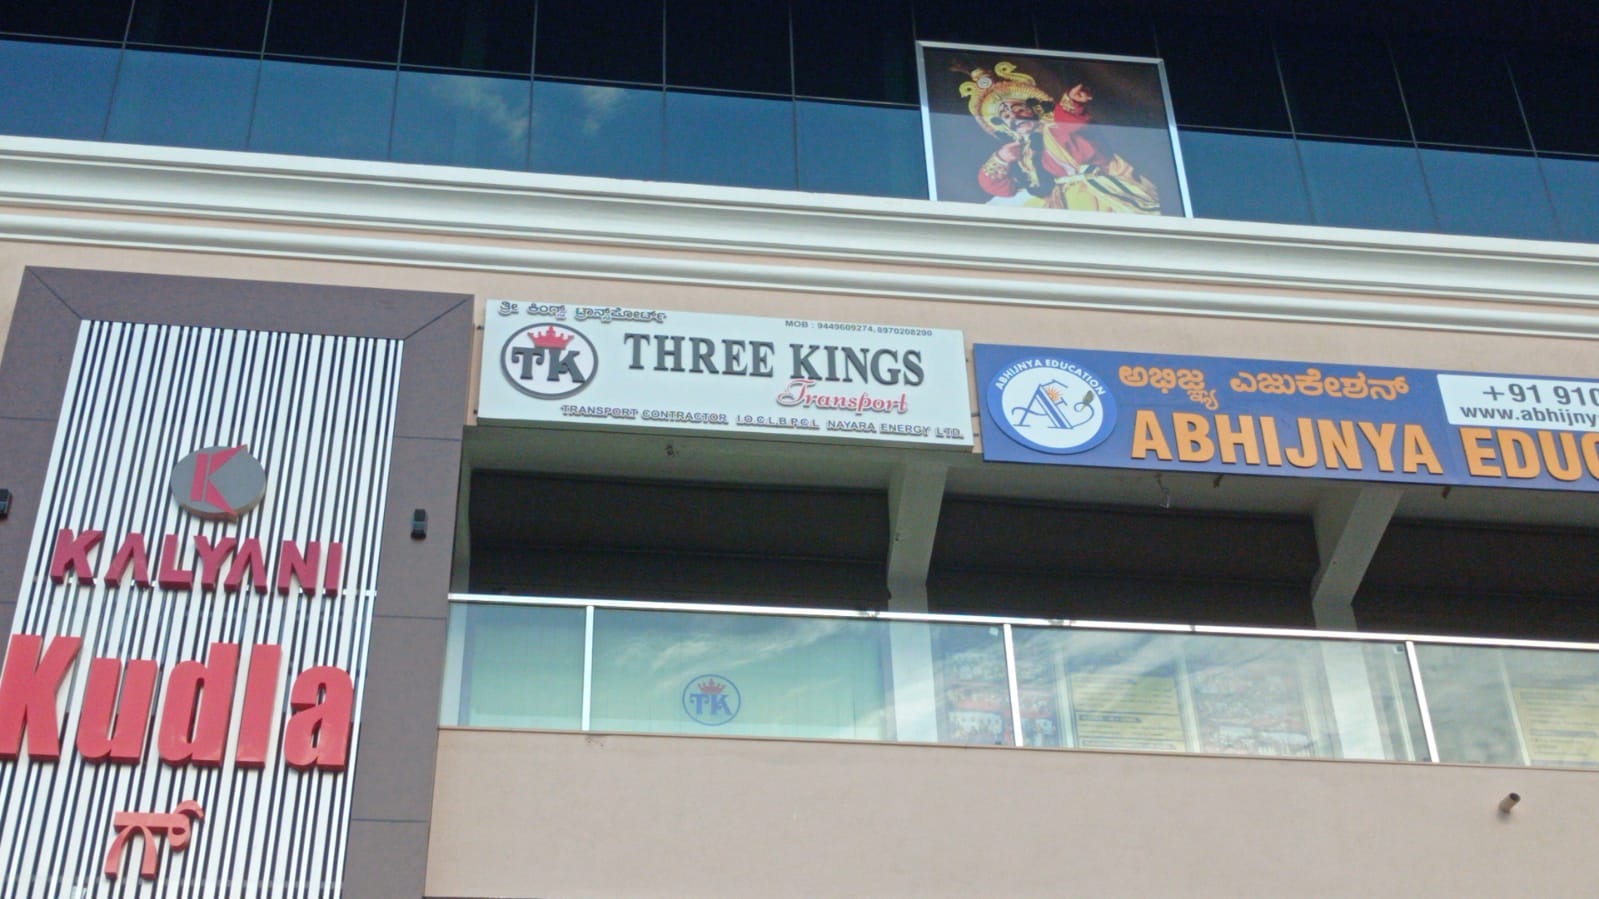 K
KALYANI
Kudla
ಗ್
ತ್ರೀ ಕಿಂಗ್ಸ್ ಟ್ರಾನ್ಸ್‌ಪೋರ್ಟ್
MOB : 9449609274, 8970208290
TK
THREE KINGS
Transport
TRANSPORT CONTRACTOR I.O.C.L, B.P.C.L NAYARA ENERGY LTD.
ABHIJNYA EDUCATION
ಅಭಿಜ್ಞ್ಯ ಎಜುಕೇಶನ್
ABHIJNYA EDUC
+91 910
www.abhijny
TK